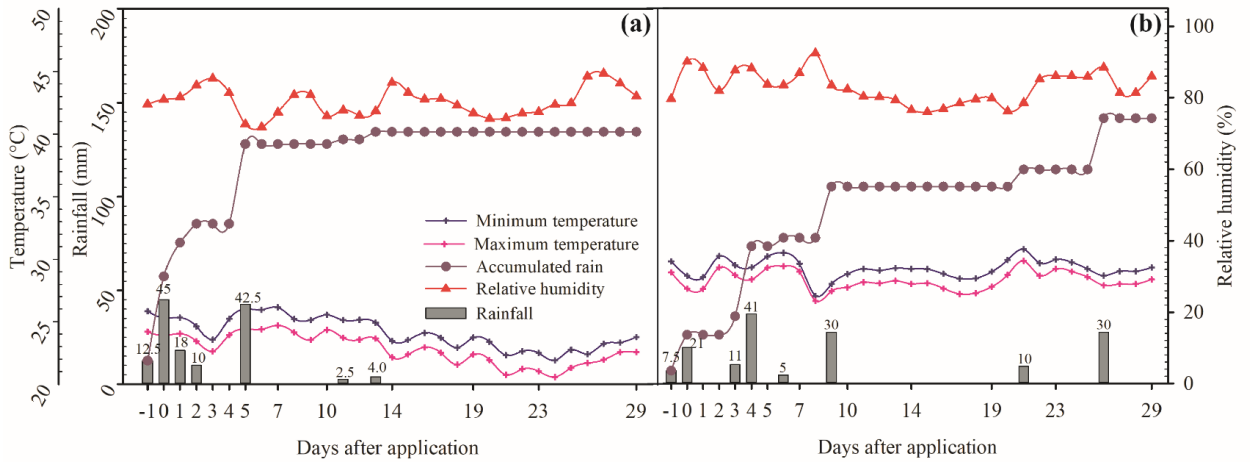 Temperature (°C)
50
45
40
35
30
25
20
Rainfall (mm)
200
150
100
50
0
(a)
Minimum temperature
Maximum temperature
Accumulated rain
Relative humidity
Rainfall
12.5 45 18 10 42.5 2.5 4.0
-1 0 1 2 3 4 5 7 10 14 19 23 29
Days after application
(b)
7.5 21 11 41 5 30 10 30
-1 0 1 2 3 4 5 7 10 14 19 23 29
Days after application
100
80
60
40
20
0
Relative humidity (%)